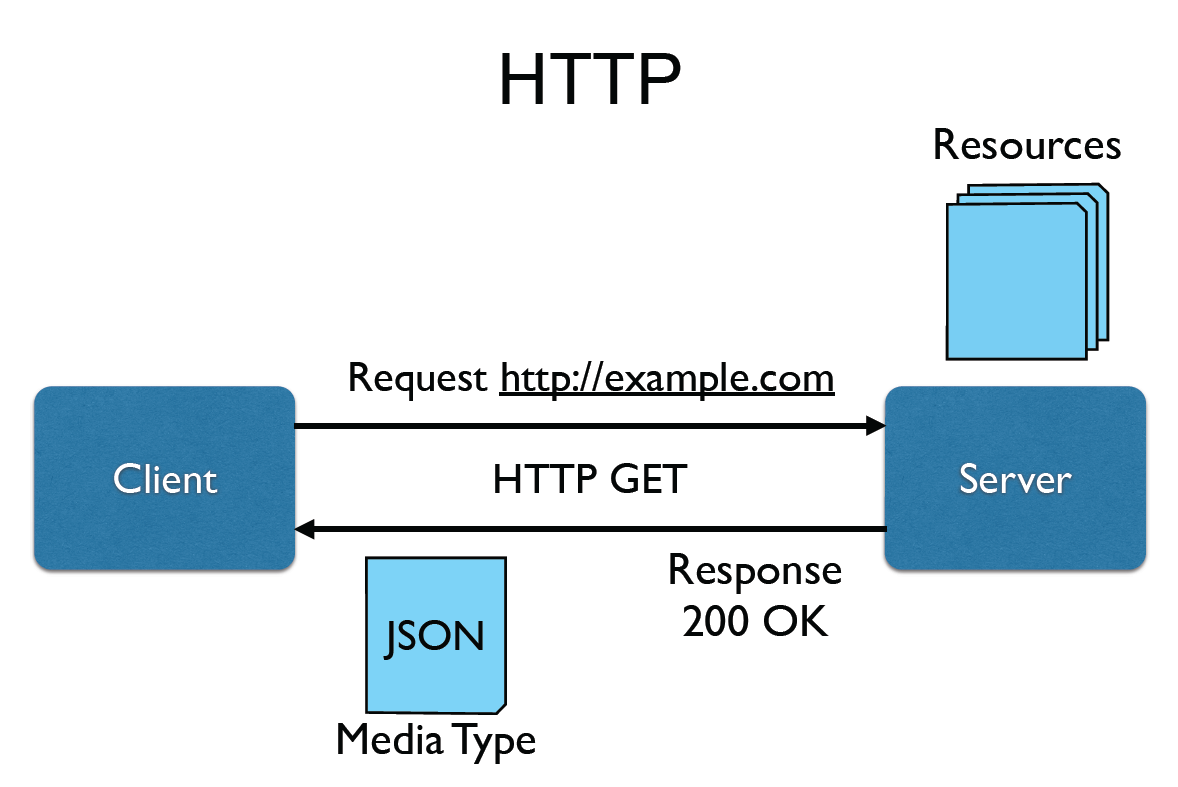 HTTP
Resources
Request http://example.com
Client
HTTP GET
Server
Response
200 OK
JSON
Media Type